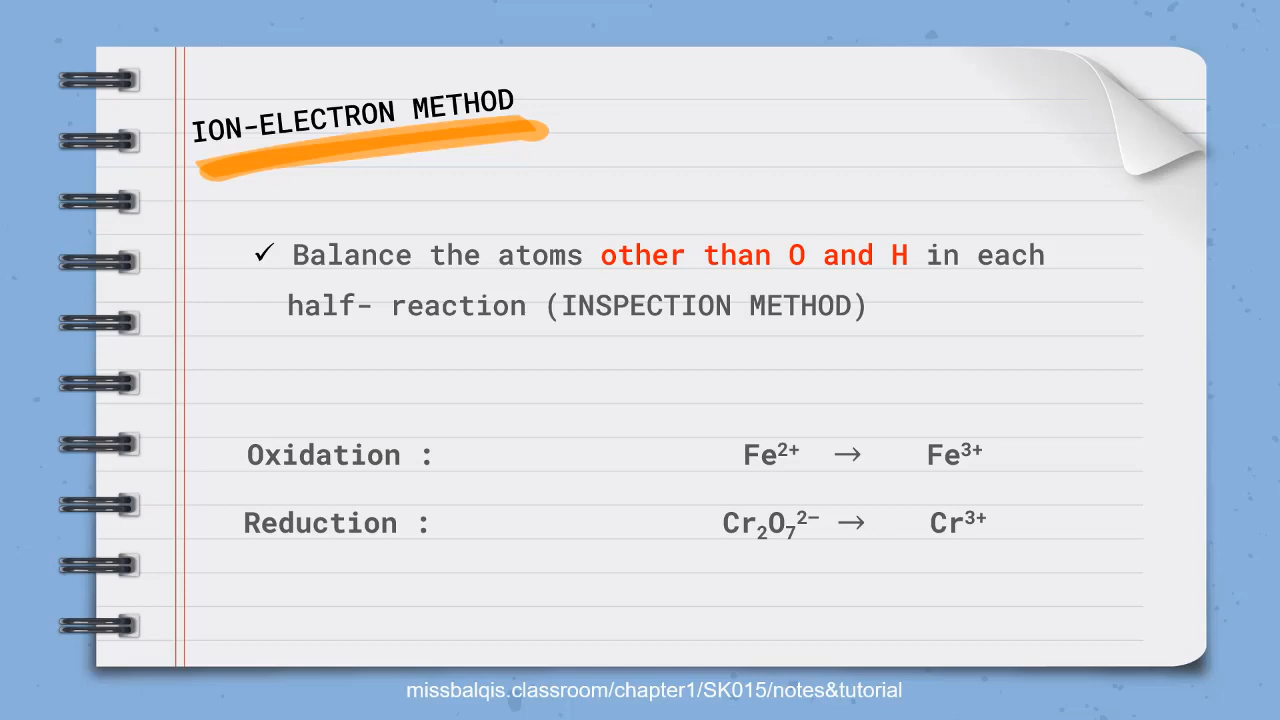 ION-ELECTRON METHOD
✓ Balance the atoms other than O and H in each
half- reaction (INSPECTION METHOD)
Oxidation : Fe²⁺ → Fe³⁺
Reduction : Cr₂O₇²⁻ → Cr³⁺
missbalqis.classroom/chapter1/SK015/notes&tutorial